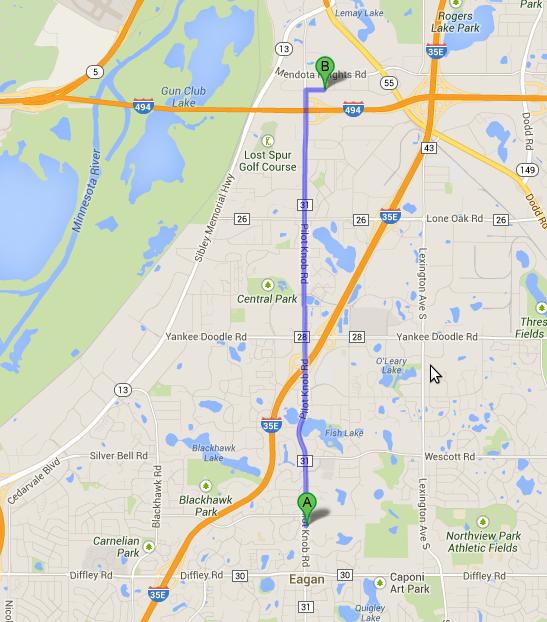 Lemay Lake
Rogers
Lake Park
Park
13
35E
B
Mendota Heights Rd
5
55
Gun Club
Lake
494
494
Dodd Rd
43
Lost Spur
Golf Course
Minnesota River
149
Dodd Rd
31
26
26
35E
Lone Oak Rd
26
Sibley Memorial Hwy
Pilot Knob Rd
Lexington Ave S
Central Park
Thres
Fields
Yankee Doodle Rd
28
28
Yankee Doodle Rd
O'Leary
Lake
Pilot Knob Rd
13
35E
Fish Lake
Blackhawk
Lake
Silver Bell Rd
31
Wescott Rd
Cedarvale Blvd
Blackhawk Rd
Blackhawk
Park
A
Knob Rd
Lexington Ave S
Northview Park
Athletic Fields
Carnelian
Park
Diffley Rd
Diffley Rd
30
Eagan
30
Diffley Rd
Caponi
Art Park
35E
31
Quigley
Lake
Nicol